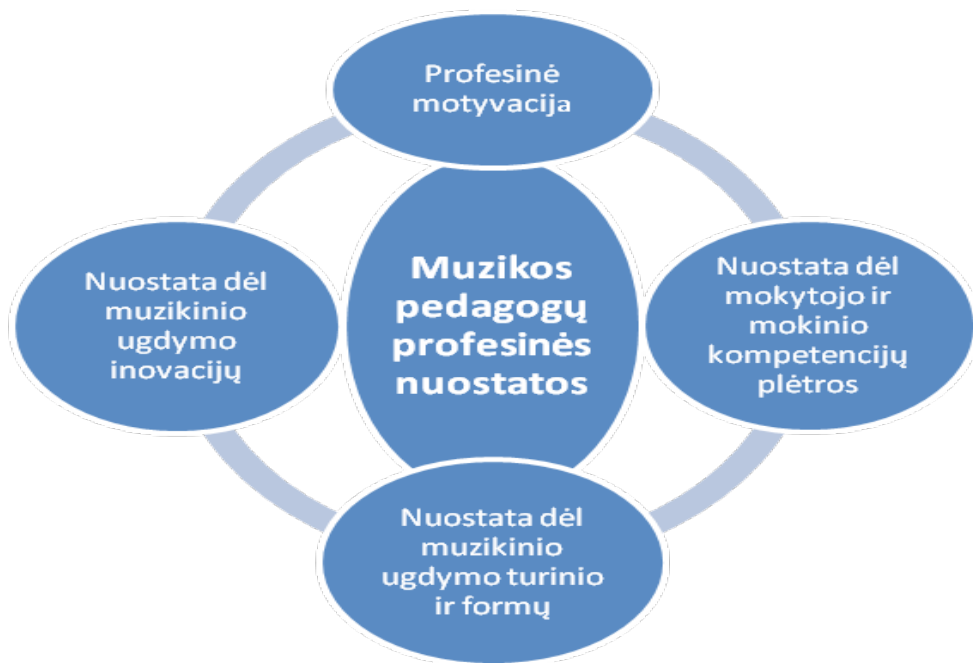 Profesinė
motyvacija
Nuostata dėl
muzikinio
ugdymo
inovacijų
Muzikos
pedagogų
profesinės
nuostatos
Nuostata dėl
mokytojo ir
mokinio
kompetencijų
plėtros
Nuostata dėl
muzikinio
ugdymo turinio
ir formų